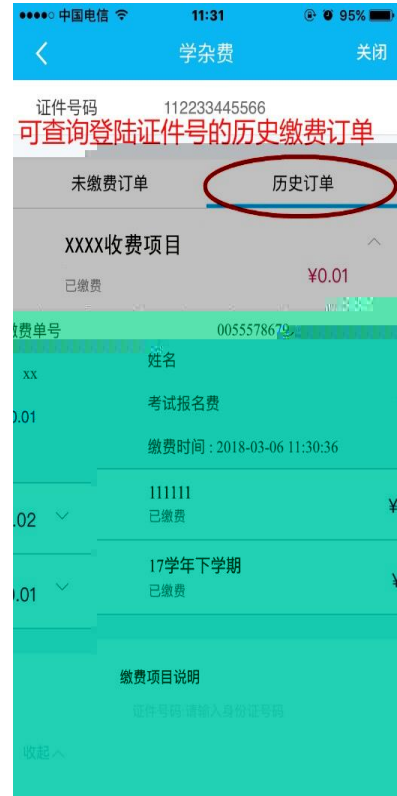 中国电信 11:31 95%
学杂费 关闭
证件号码 112233445566
可查询登陆证件号的历史缴费订单
未缴费订单 历史订单
XXXX收费项目
已缴费 ¥0.01
费单号 0055578679
xx 姓名
0.01 考试报名费
缴费时间 : 2018-03-06 11:30:36
111111 ¥
.02 已缴费
17学年下学期
.01 已缴费
缴费项目说明
证件号码:请输入身份证号码
收起